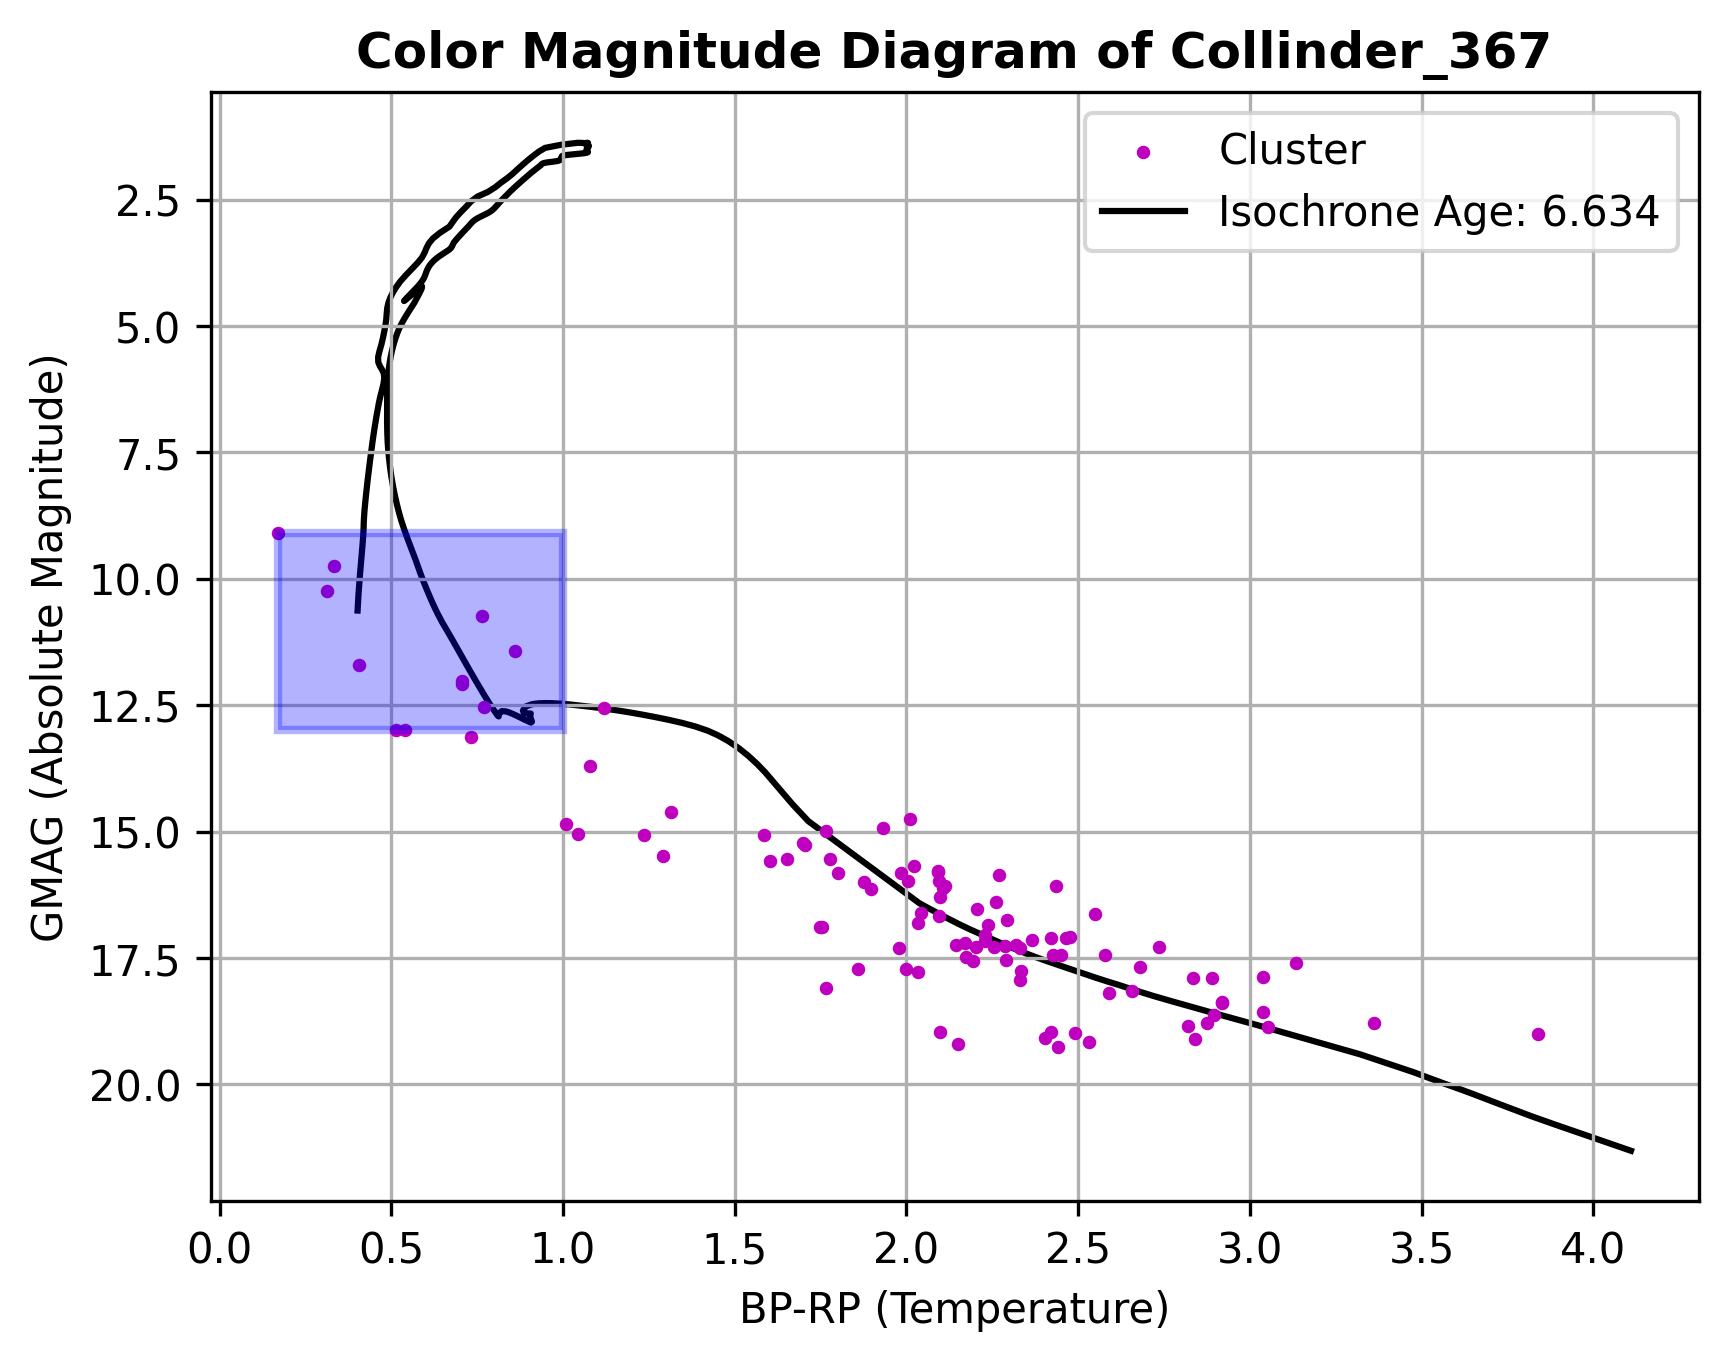 Color Magnitude Diagram of Collinder_367
Cluster
Isochrone Age: 6.634
GMAG (Absolute Magnitude)
2.5
5.0
7.5
10.0
12.5
15.0
17.5
20.0
0.0 0.5 1.0 1.5 2.0 2.5 3.0 3.5 4.0
BP-RP (Temperature)